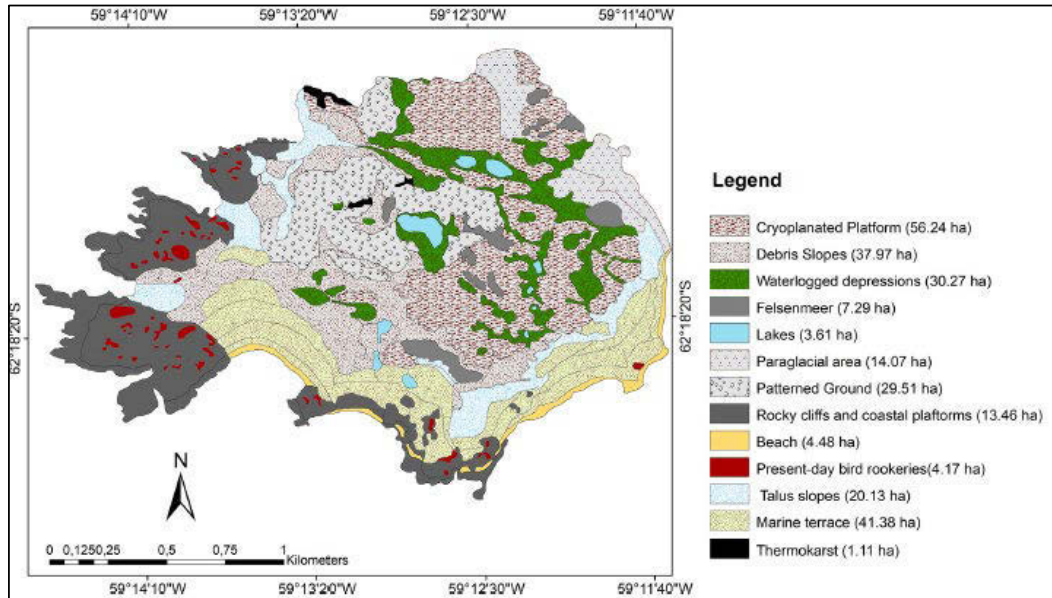 59°14'10"W 59°13'20"W 59°12'30"W 59°11'40"W
62°18'20"S
62°18'20"S
Legend
Cryoplanated Platform (56.24 ha)
Debris Slopes (37.97 ha)
Waterlogged depressions (30.27 ha)
Felsenmeer (7.29 ha)
Lakes (3.61 ha)
Paraglacial area (14.07 ha)
Patterned Ground (29.51 ha)
Rocky cliffs and coastal plaftorms (13.46 ha)
Beach (4.48 ha)
Present-day bird rookeries(4.17 ha)
Talus slopes (20.13 ha)
Marine terrace (41.38 ha)
Thermokarst (1.11 ha)
N
0 0,1250,25 0,5 0,75 1
Kilometers
59°14'10"W 59°13'20"W 59°12'30"W 59°11'40"W